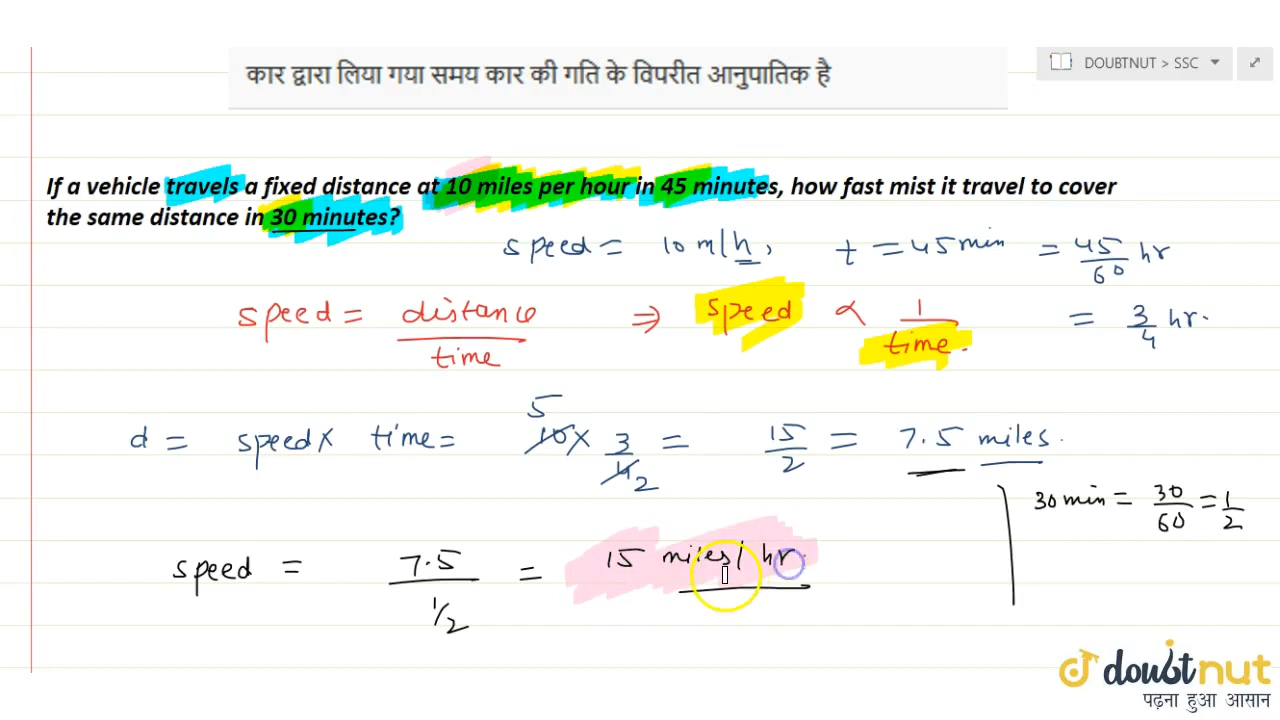 कार द्वारा लिया गया समय कार की गति के विपरीत आनुपातिक है
DOUBTNUT > SSC
If a vehicle travels a fixed distance at 10 miles per hour in 45 minutes, how fast mist it travel to cover
the same distance in 30 minutes?
speed = 10 m/h, t = 45 min = 45/60 hr
speed = distance/time ⇒ speed ∝ 1/time. = 3/4 hr.
d = speed × time = 10 5 × 3/4 2 = 15/2 = 7.5 miles.
30 min = 30/60 = 1/2
speed = 7.5/1/2 = 15 miles/hr.
doubtnut
पढ़ना हुआ आसान